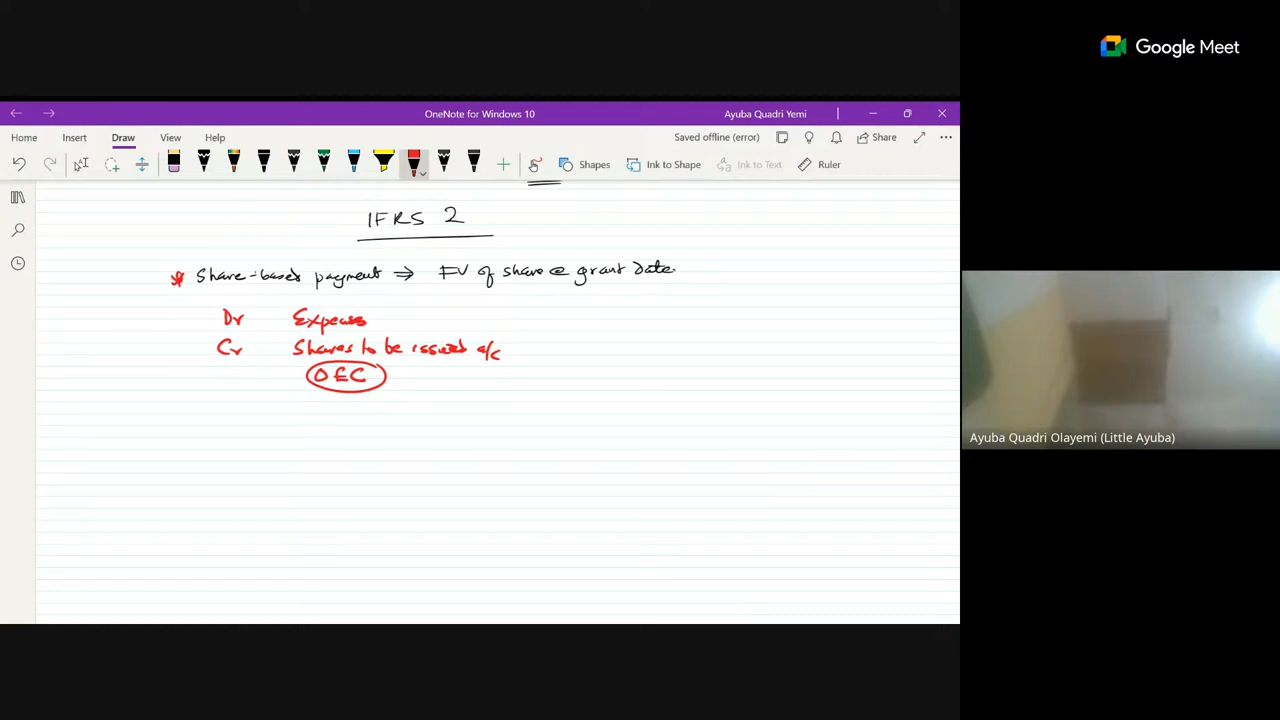 Google Meet
OneNote for Windows 10
Ayuba Quadri Yemi
Home Insert Draw View Help
Saved offline (error) Share
Shapes Ink to Shape Ink to Text Ruler
IFRS 2
* Share-based payment ⇒ FV of share @ grant Date
Dr Expenses
Cr Shares to be issued a/c
OEC
Ayuba Quadri Olayemi (Little Ayuba)